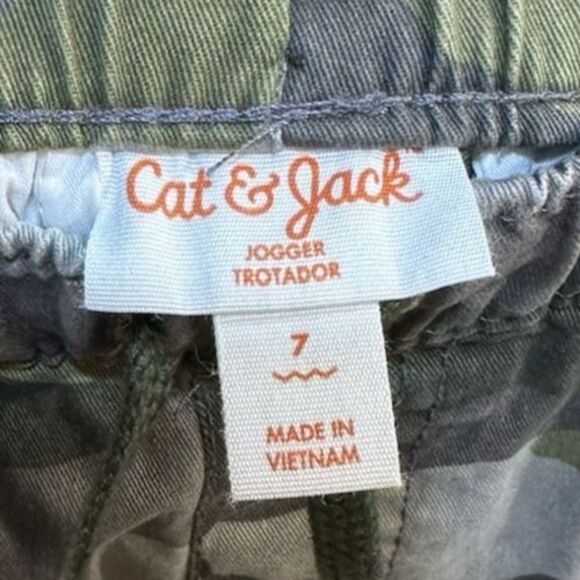 Cat & Jack
JOGGER
TROTADOR
7
MADE IN
VIETNAM